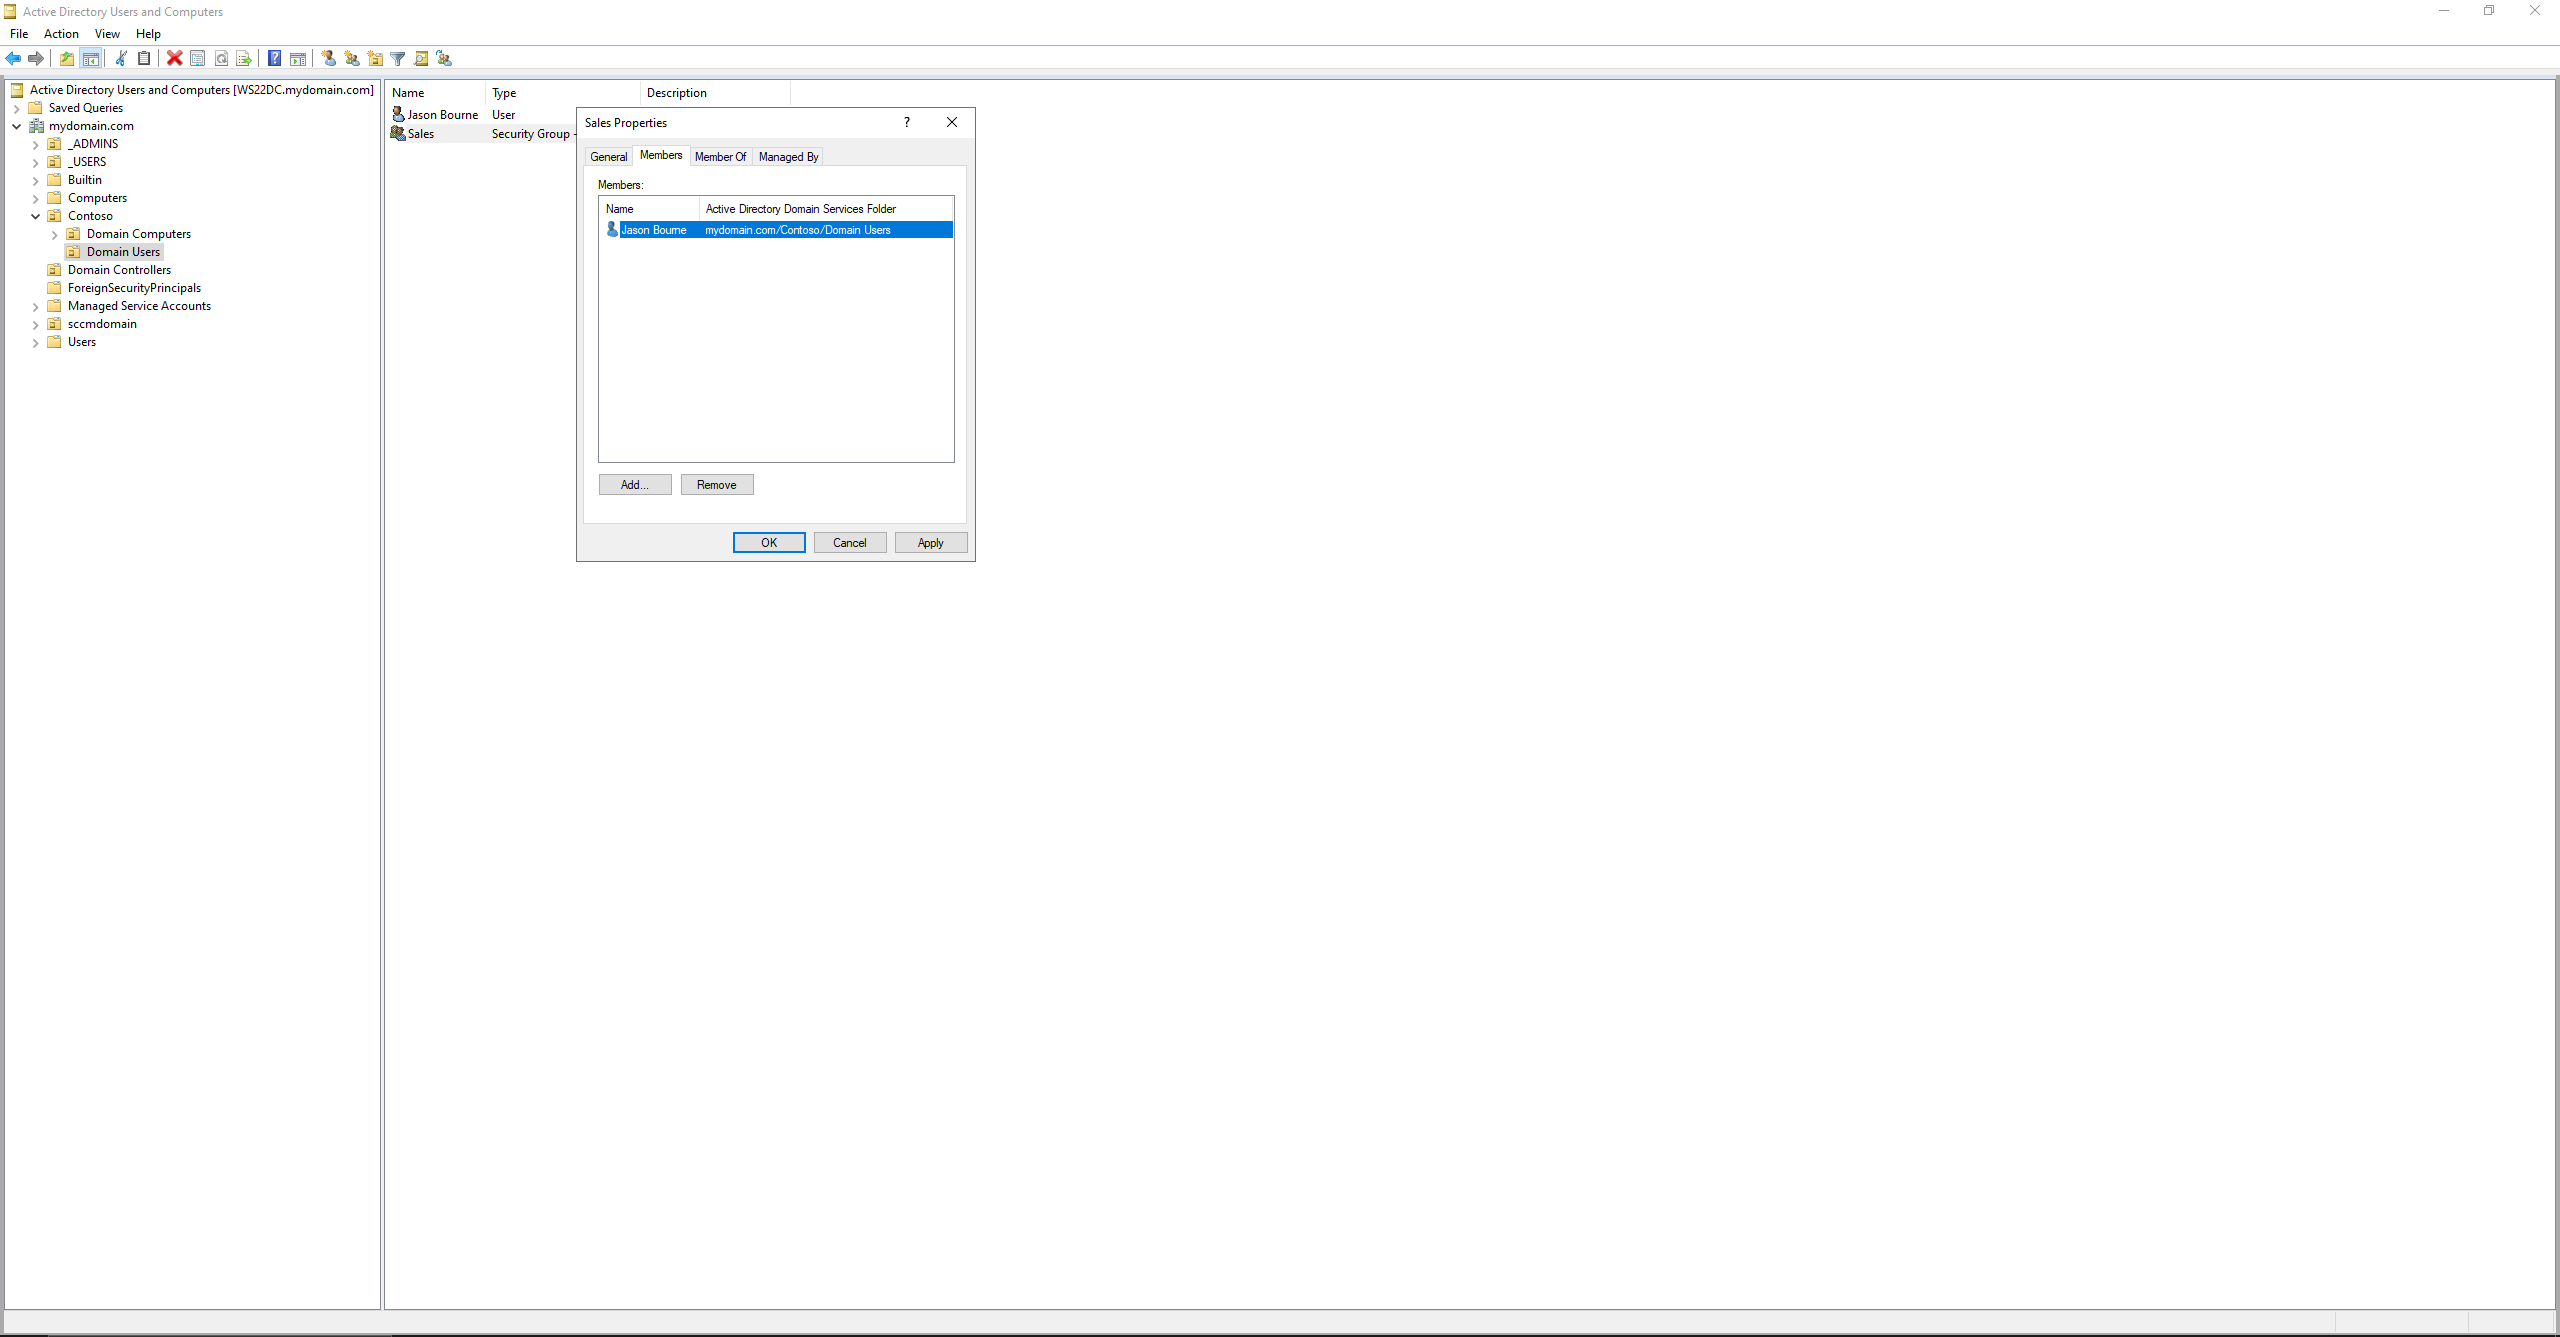 Active Directory Users and Computers
File Action View Help
Active Directory Users and Computers [WS22DC.mydomain.com]
Saved Queries
mydomain.com
_ADMINS
_USERS
Builtin
Computers
Contoso
Domain Computers
Domain Users
Domain Controllers
ForeignSecurityPrincipals
Managed Service Accounts
sccmdomain
Users
Name Type Description
Jason Bourne User
Sales Security Group -
Sales Properties ?
General Members Member Of Managed By
Members:
Name Active Directory Domain Services Folder
Jason Bourne mydomain.com/Contoso/Domain Users
Add... Remove
OK Cancel Apply